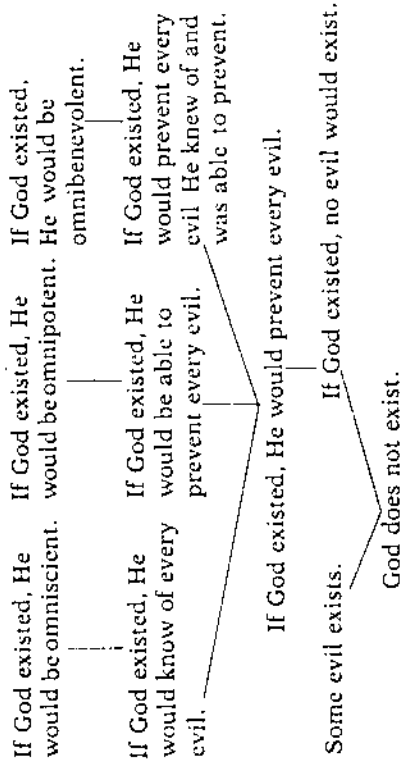 If God existed, He
would be omniscient.
If God existed, He
would be omnipotent.
If God existed,
He would be
omnibenevolent.
If God existed, He
would know of every
evil.
If God existed, He
would be able to
prevent every evil.
If God existed, He
would prevent every
evil He knew of and
was able to prevent.
If God existed, He would prevent every evil.
Some evil exists.
If God existed, no evil would exist.
God does not exist.